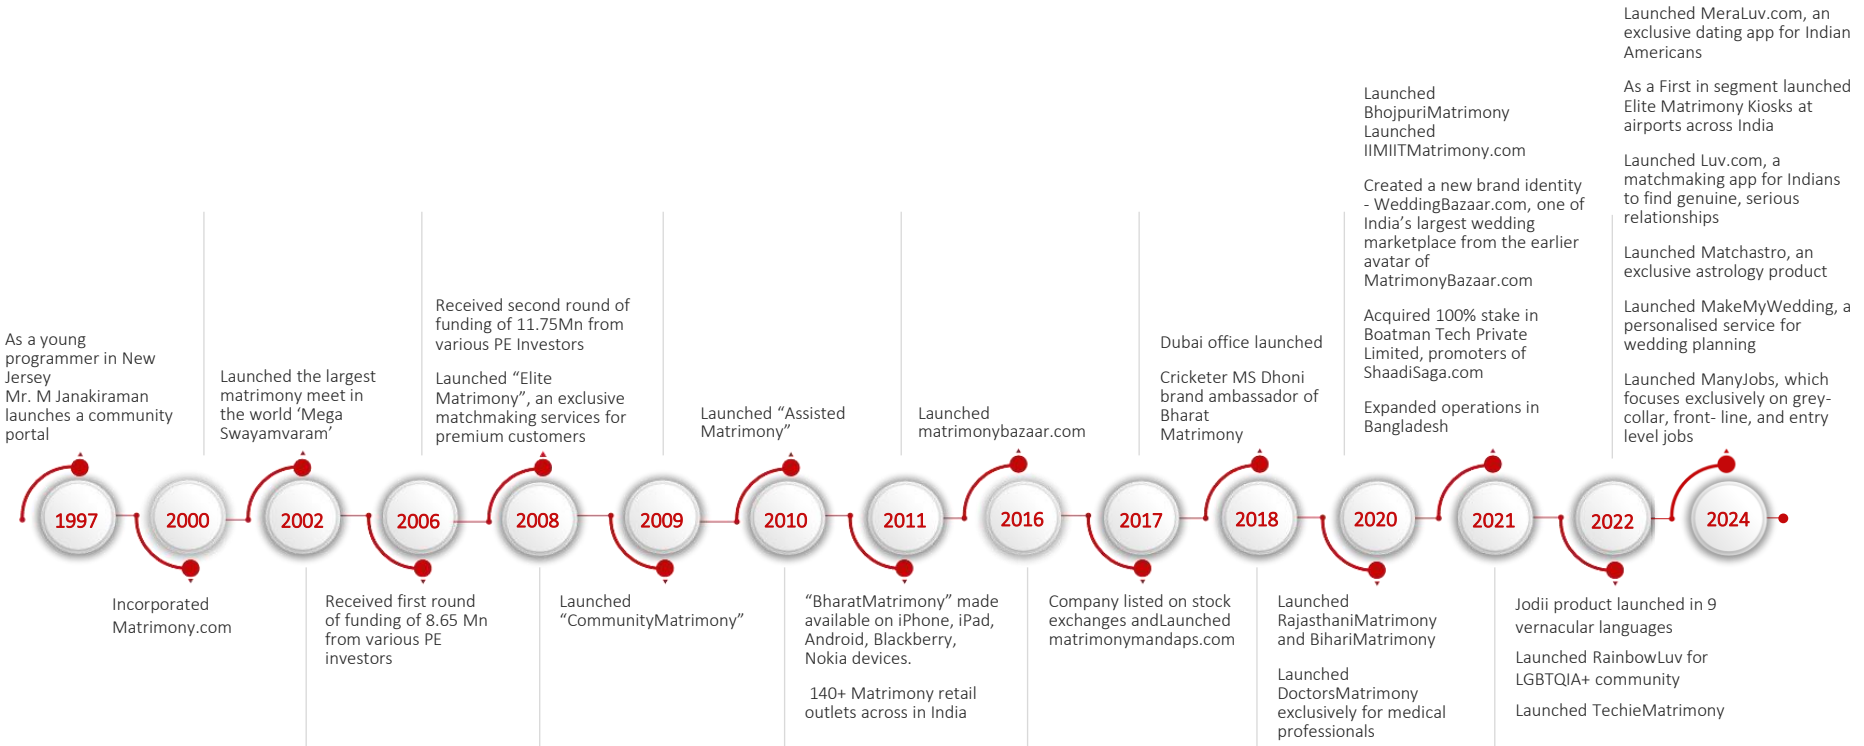 As a young
programmer in New
Jersey
Mr. M Janakiraman
launches a community
portal
1997
2000
Incorporated
Matrimony.com
Launched the largest
matrimony meet in
the world ‘Mega
Swayamvaram’
2002
2006
Received first round
of funding of 8.65 Mn
from various PE
investors
Received second round of
funding of 11.75Mn from
various PE Investors
Launched “Elite
Matrimony”, an exclusive
matchmaking services for
premium customers
2008
2009
Launched
“CommunityMatrimony”
Launched “Assisted
Matrimony”
2010
2011
“BharatMatrimony” made
available on iPhone, iPad,
Android, Blackberry,
Nokia devices.
140+ Matrimony retail
outlets across in India
Launched
matrimonybazaar.com
2016
2017
Company listed on stock
exchanges andLaunched
matrimonymandaps.com
Dubai office launched
Cricketer MS Dhoni
brand ambassador of
Bharat
Matrimony
2018
2020
Launched
RajasthaniMatrimony
and BihariMatrimony
Launched
DoctorsMatrimony
exclusively for medical
professionals
Launched
BhojpuriMatrimony
Launched
IIMIITMatrimony.com
Created a new brand identity
- WeddingBazaar.com, one of
India’s largest wedding
marketplace from the earlier
avatar of
MatrimonyBazaar.com
Acquired 100% stake in
Boatman Tech Private
Limited, promoters of
ShaadiSaga.com
Expanded operations in
Bangladesh
2021
2022
Jodii product launched in 9
vernacular languages
Launched RainbowLuv for
LGBTQIA+ community
Launched TechieMatrimony
Launched MeraLuv.com, an
exclusive dating app for Indian
Americans
As a First in segment launched
Elite Matrimony Kiosks at
airports across India
Launched Luv.com, a
matchmaking app for Indians
to find genuine, serious
relationships
Launched Matchastro, an
exclusive astrology product
Launched MakeMyWedding, a
personalised service for
wedding planning
Launched ManyJobs, which
focuses exclusively on grey-
collar, front- line, and entry
level jobs
2024